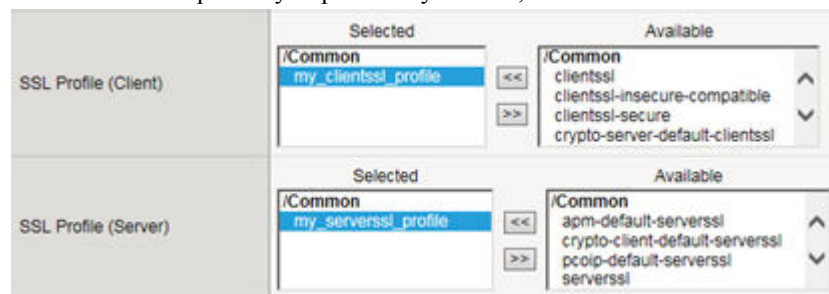 Selected Available
/Common /Common
SSL Profile (Client) my_clientssl_profile << clientssl
clientssl-insecure-compatible
>> clientssl-secure
crypto-server-default-clientssl
Selected Available
/Common /Common
SSL Profile (Server) my_serverssl_profile << apm-default-serverssl
crypto-client-default-serverssl
>> pcoip-default-serverssl
serverssl